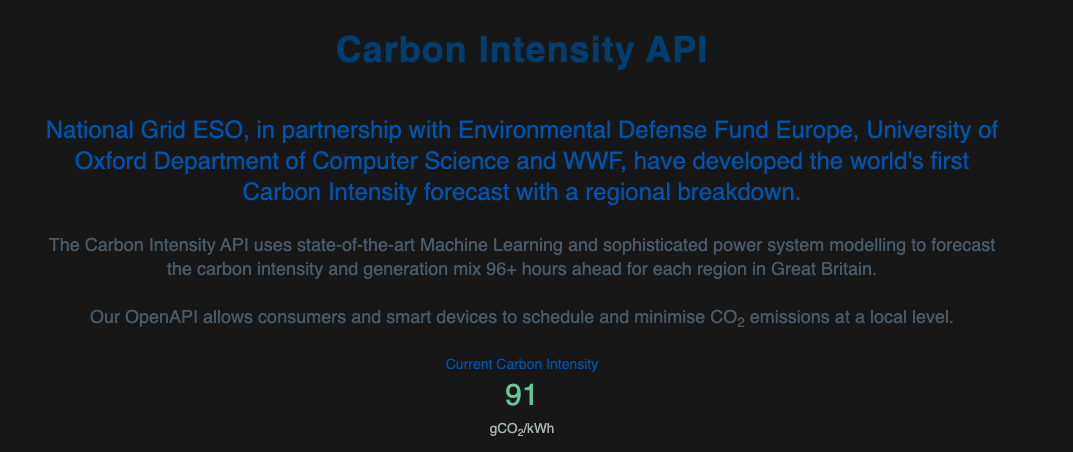 Carbon Intensity API
National Grid ESO, in partnership with Environmental Defense Fund Europe, University of
Oxford Department of Computer Science and WWF, have developed the world's first
Carbon Intensity forecast with a regional breakdown.
The Carbon Intensity API uses state-of-the-art Machine Learning and sophisticated power system modelling to forecast
the carbon intensity and generation mix 96+ hours ahead for each region in Great Britain.
Our OpenAPI allows consumers and smart devices to schedule and minimise CO₂ emissions at a local level.
Current Carbon Intensity
91
gCO₂/kWh